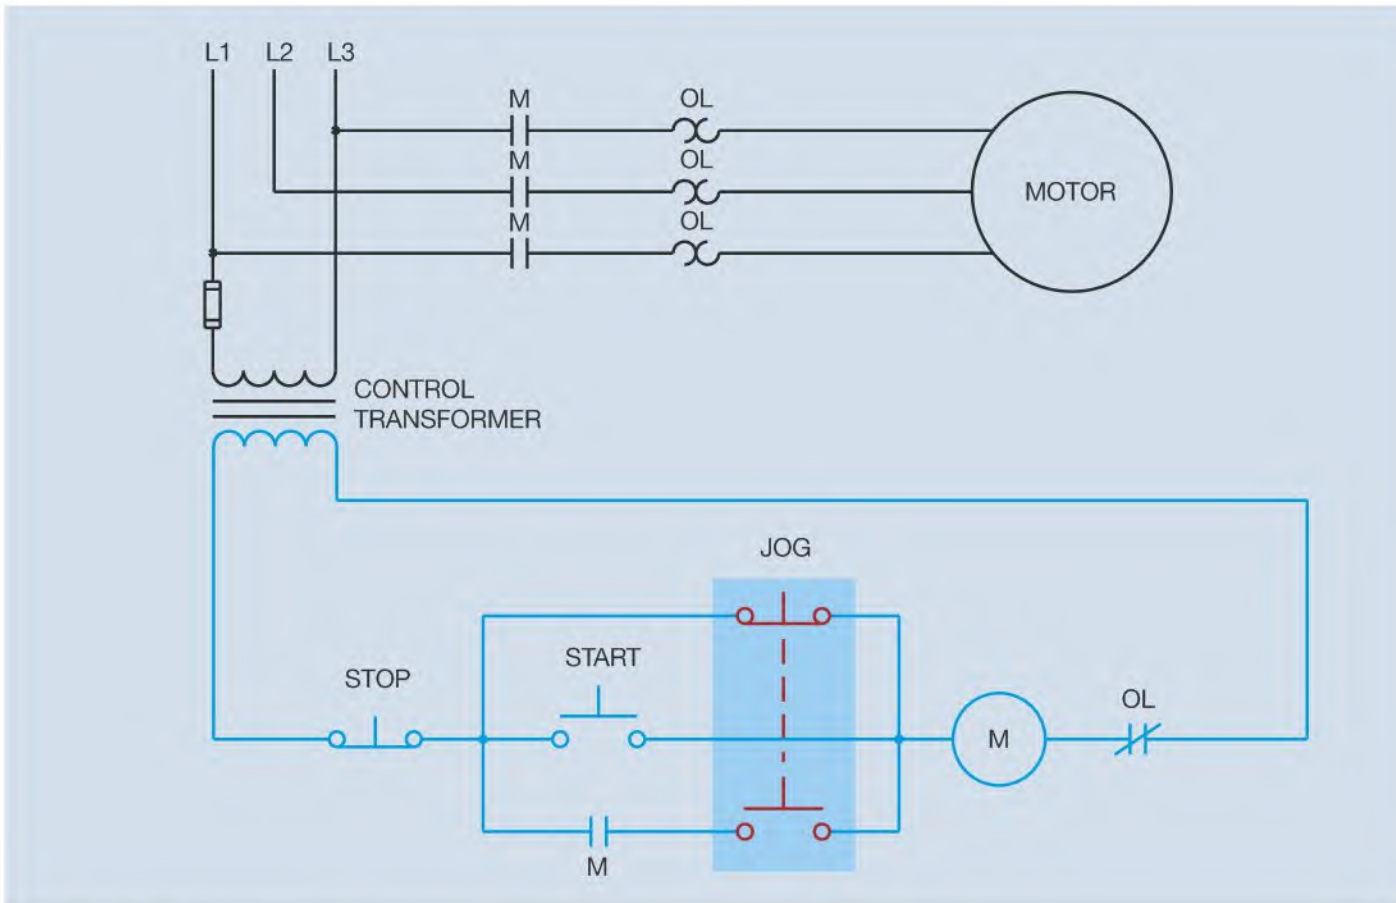 L1 L2 L3
M OL
M OL
MOTOR
M OL
CONTROL
TRANSFORMER
JOG
START
STOP
OL
M
M